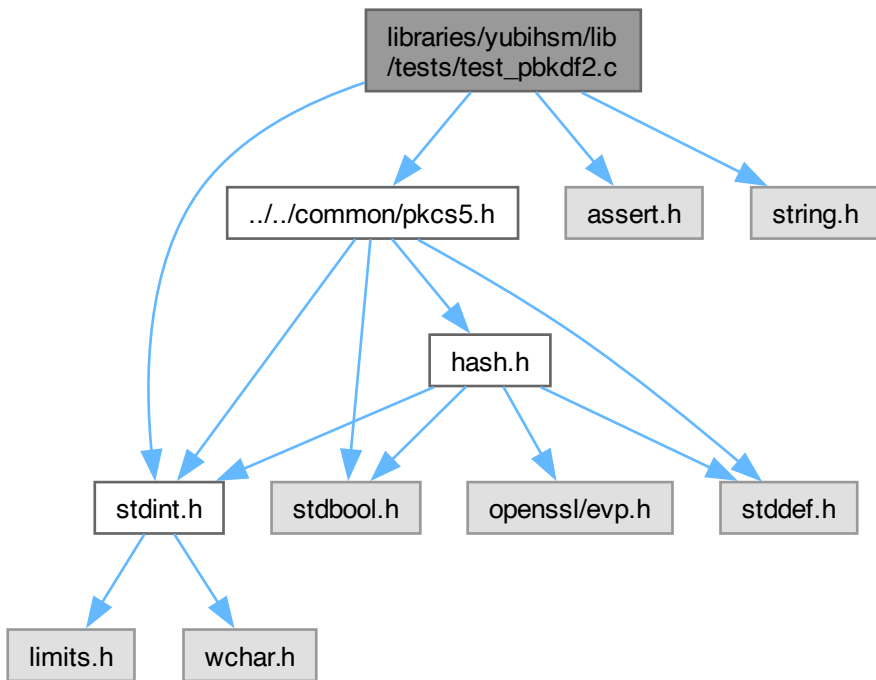 libraries/yubihsm/lib
/tests/test_pbkdf2.c
../../common/pkcs5.h
assert.h
string.h
hash.h
stdint.h
stdbool.h
openssl/evp.h
stddef.h
limits.h
wchar.h